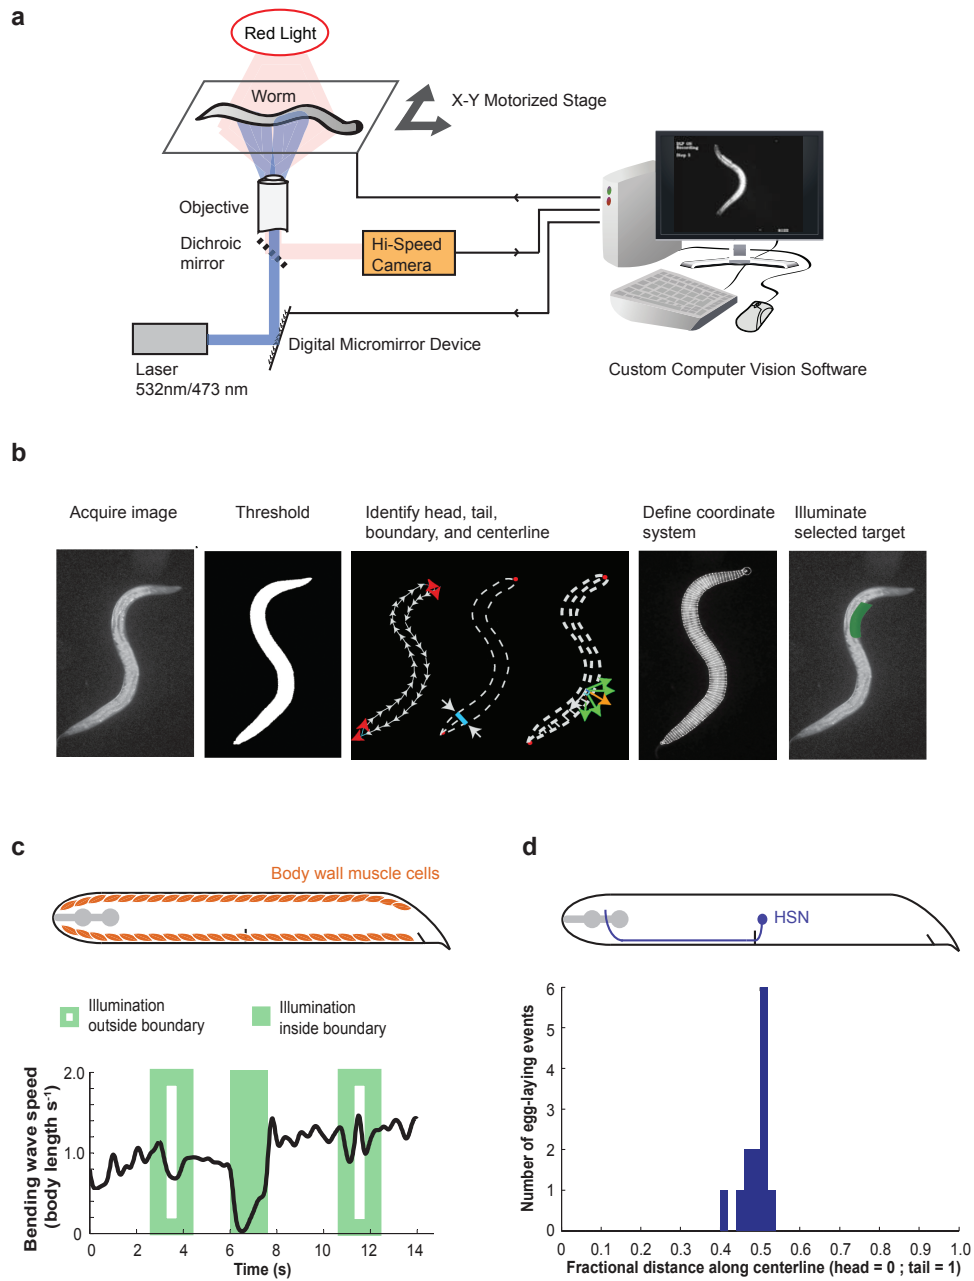 a
Red Light
Worm
X-Y Motorized Stage
Objective
Dichroic
mirror
Hi-Speed
Camera
Digital Micromirror Device
Laser
532nm/473 nm
Custom Computer Vision Software
b
Acquire image
Threshold
Identify head, tail,
boundary, and centerline
Define coordinate
system
Illuminate
selected target
c
Body wall muscle cells
Illumination
outside boundary
Illumination
inside boundary
Bending wave speed
(body length s-1)
2.0
1.0
0
0 2 4 6 8 10 12 14
Time (s)
d
HSN
Number of egg-laying events
6
5
4
3
2
1
0
0 0.1 0.2 0.3 0.4 0.5 0.6 0.7 0.8 0.9 1.0
Fractional distance along centerline (head = 0 ; tail = 1)